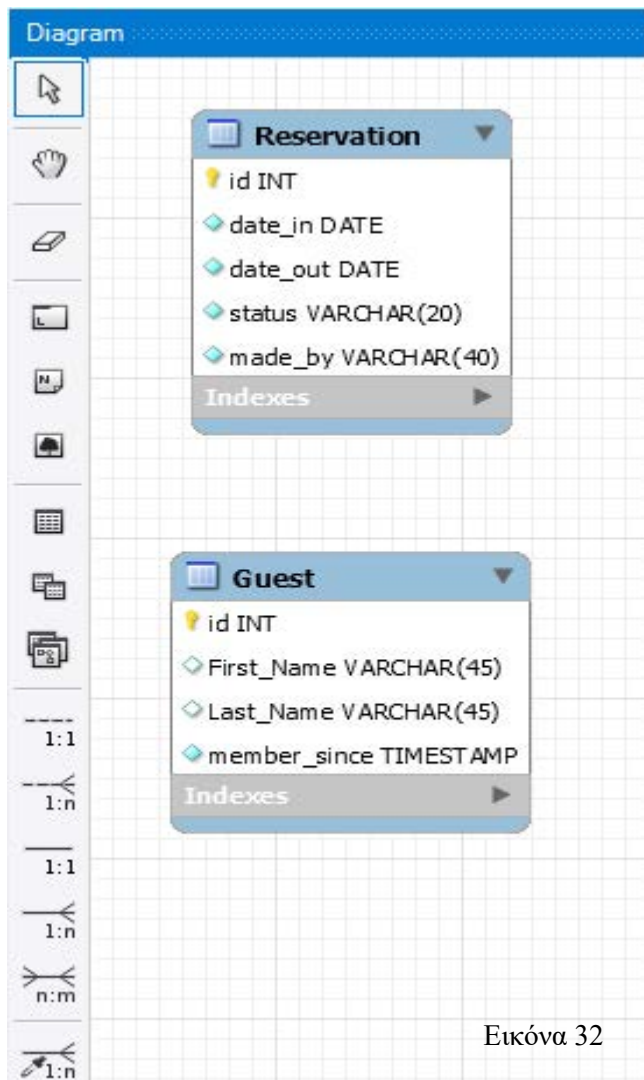 Diagram
Reservation
id INT
date_in DATE
date_out DATE
status VARCHAR(20)
made_by VARCHAR(40)
Indexes
Guest
id INT
First_Name VARCHAR(45)
Last_Name VARCHAR(45)
member_since TIMESTAMP
Indexes
1:1
1:n
1:1
1:n
n:m
1:n
Εικόνα 32